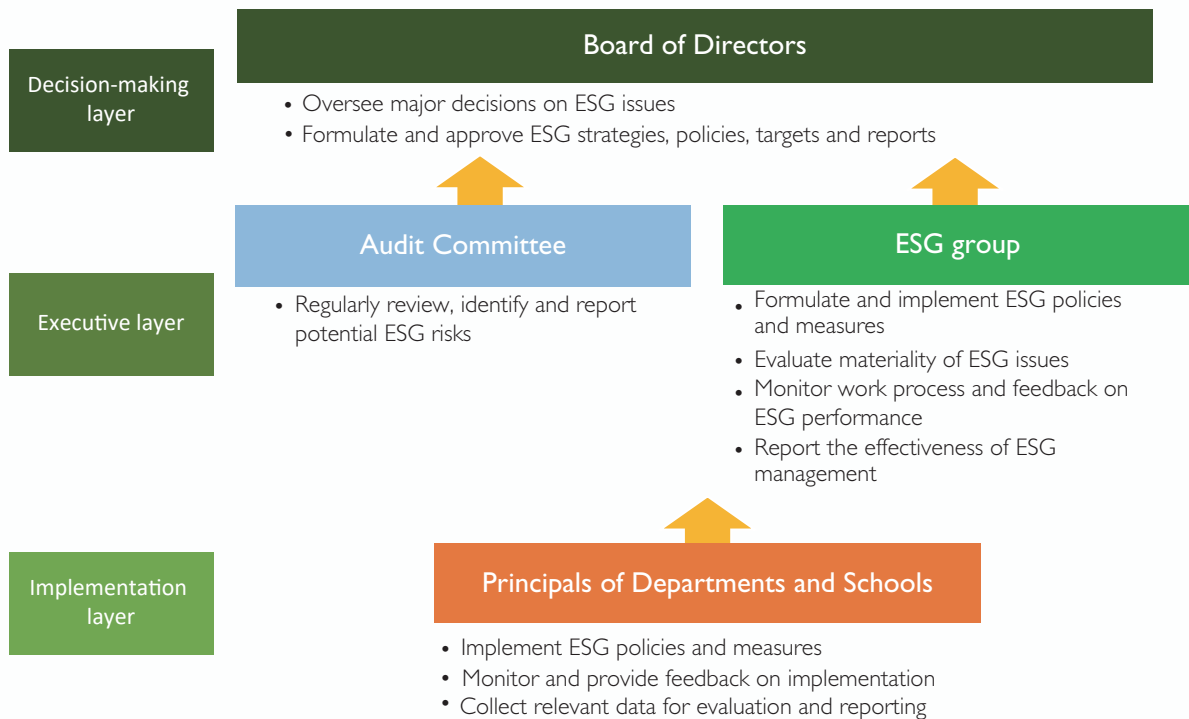 Board of Directors
Decision-making
layer
• Oversee major decisions on ESG issues
• Formulate and approve ESG strategies, policies, targets and reports
Audit Committee
ESG group
Executive layer
• Regularly review, identify and report
potential ESG risks
• Formulate and implement ESG policies
and measures
• Evaluate materiality of ESG issues
• Monitor work process and feedback on
ESG performance
• Report the effectiveness of ESG
management
Implementation
layer
Principals of Departments and Schools
• Implement ESG policies and measures
• Monitor and provide feedback on implementation
• Collect relevant data for evaluation and reporting